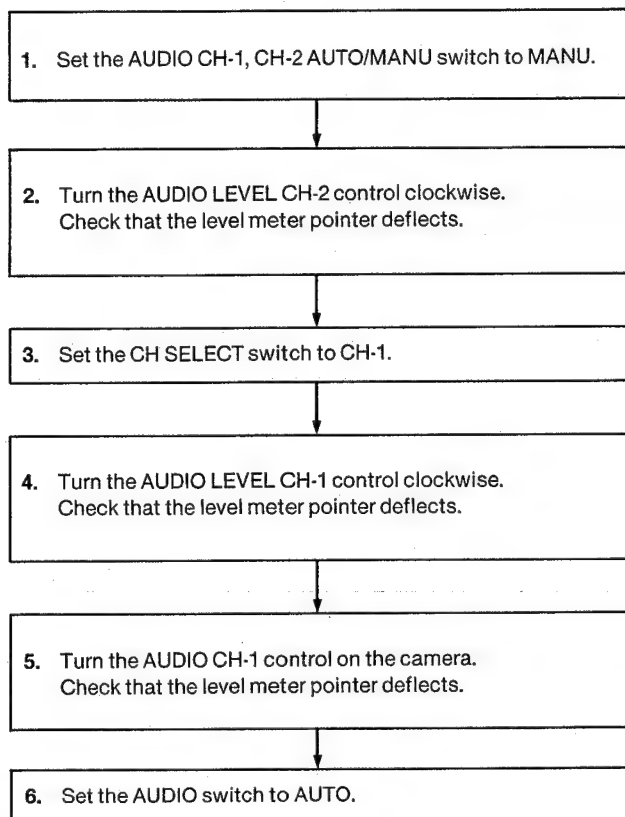 1. Set the AUDIO CH-1, CH-2 AUTO/MANU switch to MANU.
2. Turn the AUDIO LEVEL CH-2 control clockwise.
Check that the level meter pointer deflects.
3. Set the CH SELECT switch to CH-1.
4. Turn the AUDIO LEVEL CH-1 control clockwise.
Check that the level meter pointer deflects.
5. Turn the AUDIO CH-1 control on the camera.
Check that the level meter pointer deflects.
6. Set the AUDIO switch to AUTO.